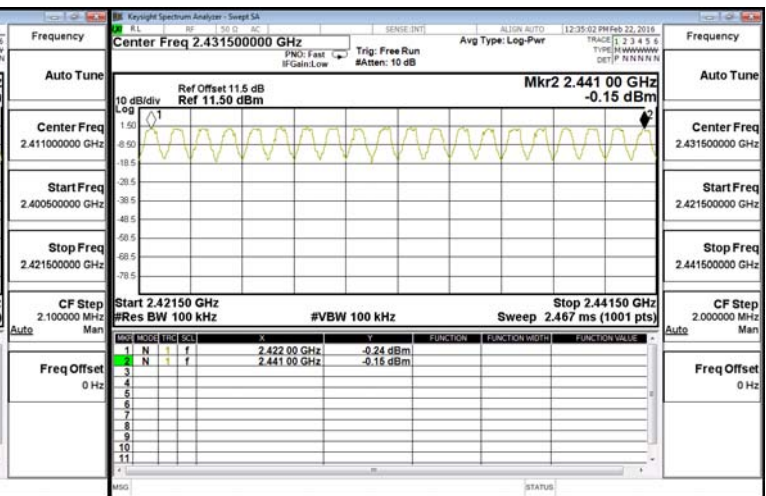 Frequency
Auto Tune
Center Freq
2.411000000 GHz
Start Freq
2.400500000 GHz
Stop Freq
2.421500000 GHz
CF Step
2.100000 MHz
Auto Man
Freq Offset
0 Hz
Keysight Spectrum Analyzer - Swept SA
RL RF 50 Ω AC SENSE:INT ALIGN AUTO 12:35:02 PM Feb 22, 2016
Center Freq 2.431500000 GHz
PNO: Fast
IFGain:Low
Trig: Free Run
#Atten: 10 dB
Avg Type: Log-Pwr
TRACE 1 2 3 4 5 6
TYPE MWWWWW
DET P NNNNN
Mkr2 2.441 00 GHz
-0.15 dBm
Ref Offset 11.5 dB
Ref 11.50 dBm
10 dB/div
Log
1
2
1.50
-8.50
-18.5
-28.5
-38.5
-48.5
-58.5
-68.5
-78.5
Start 2.42150 GHz
Stop 2.44150 GHz
#Res BW 100 kHz
#VBW 100 kHz
Sweep 2.467 ms (1001 pts)
MKR MODE TRC SCL X Y FUNCTION FUNCTION WIDTH FUNCTION VALUE
1 N 1 f 2.422 00 GHz -0.24 dBm
2 N 1 f 2.441 00 GHz -0.15 dBm
3
4
5
6
7
8
9
10
11
MSG
STATUS
Frequency
Auto Tune
Center Freq
2.431500000 GHz
Start Freq
2.421500000 GHz
Stop Freq
2.441500000 GHz
CF Step
2.000000 MHz
Auto Man
Freq Offset
0 Hz